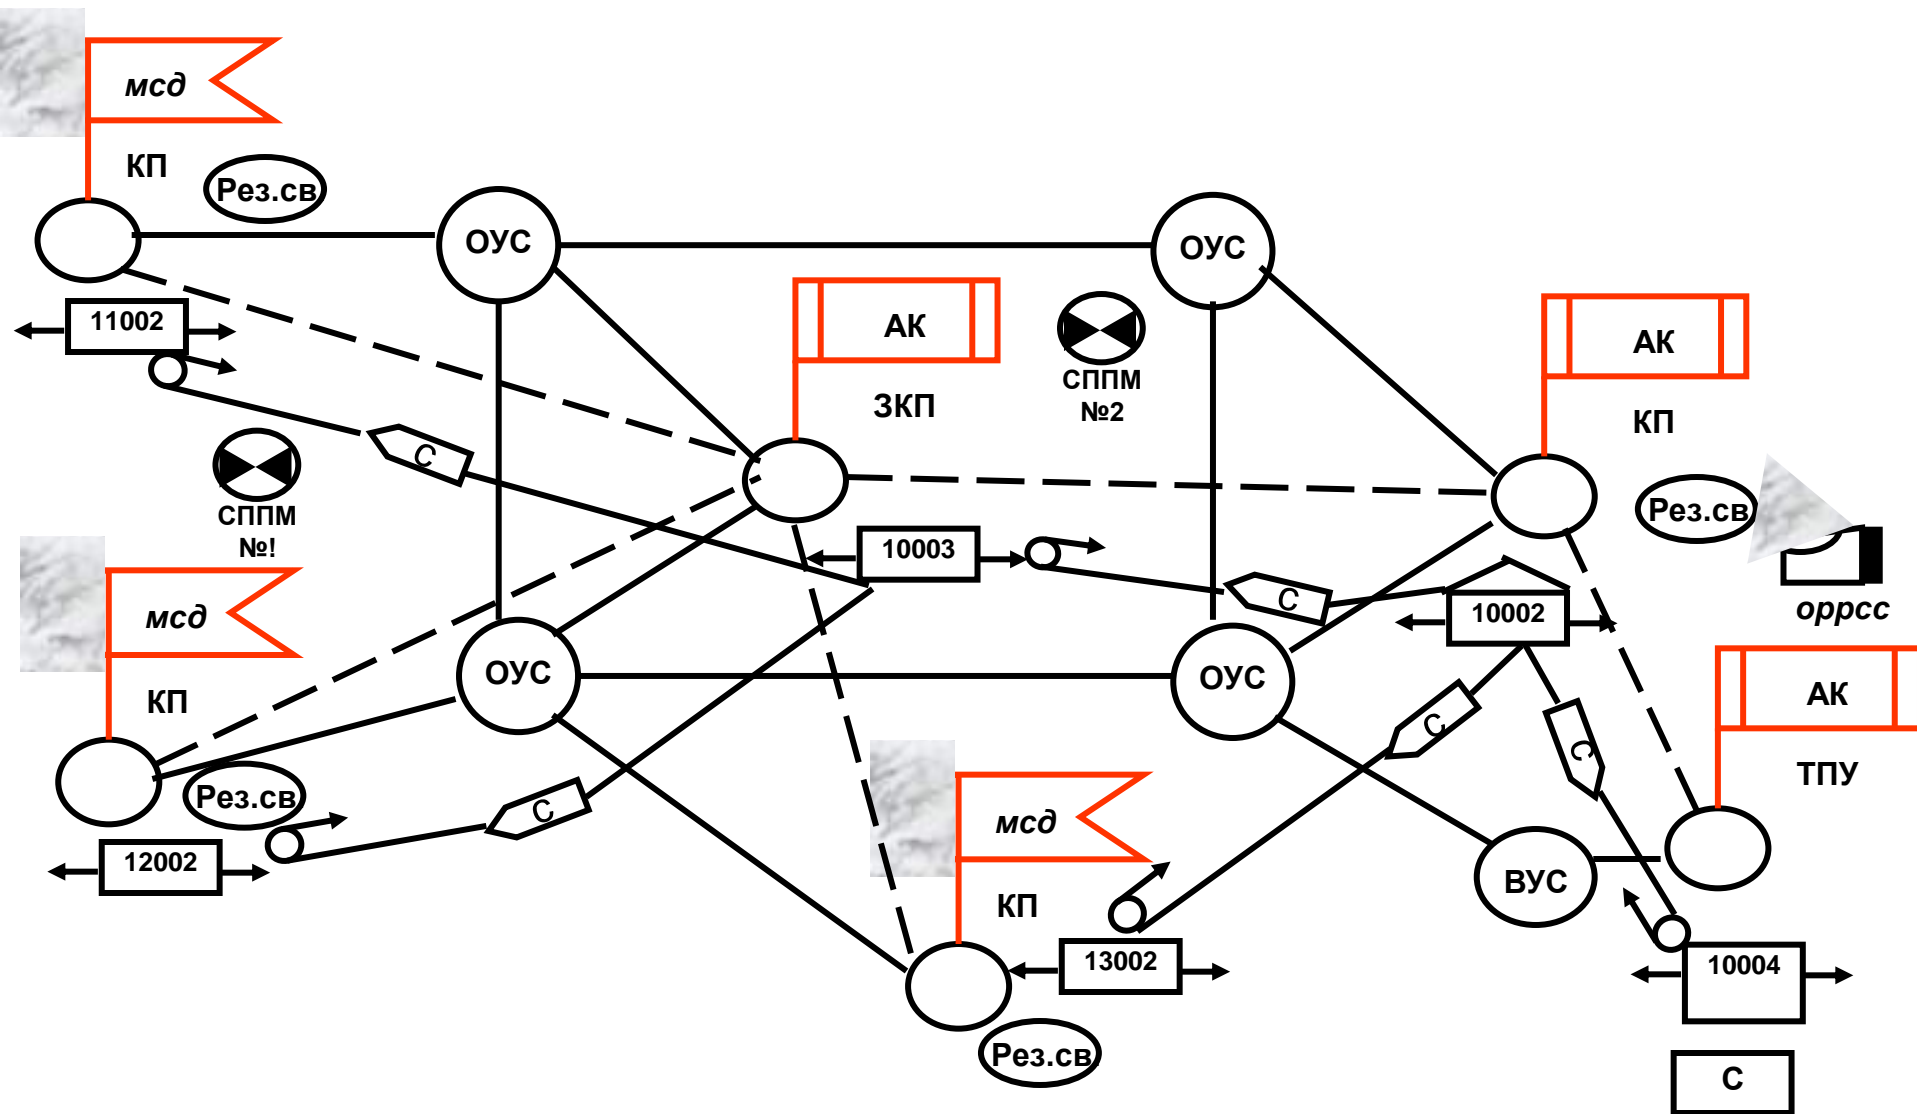 мсд
КП
Рез.св
ОУС
ОУС
11002
АК
ЗКП
СППМ
№2
АК
КП
С
СППМ
№!
Рез.св
10003
С
10002
оррсс
мсд
КП
ОУС
ОУС
АК
ТПУ
С
С
Рез.св
С
12002
мсд
КП
ВУС
13002
10004
Рез.св
С